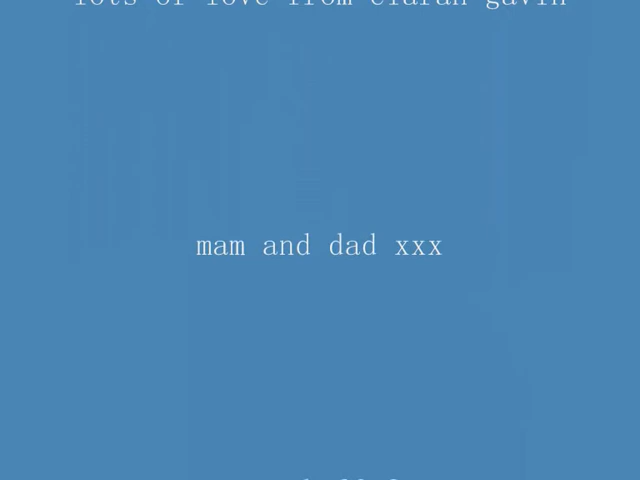 lots of love from ciaran gavin
mam and dad xxx